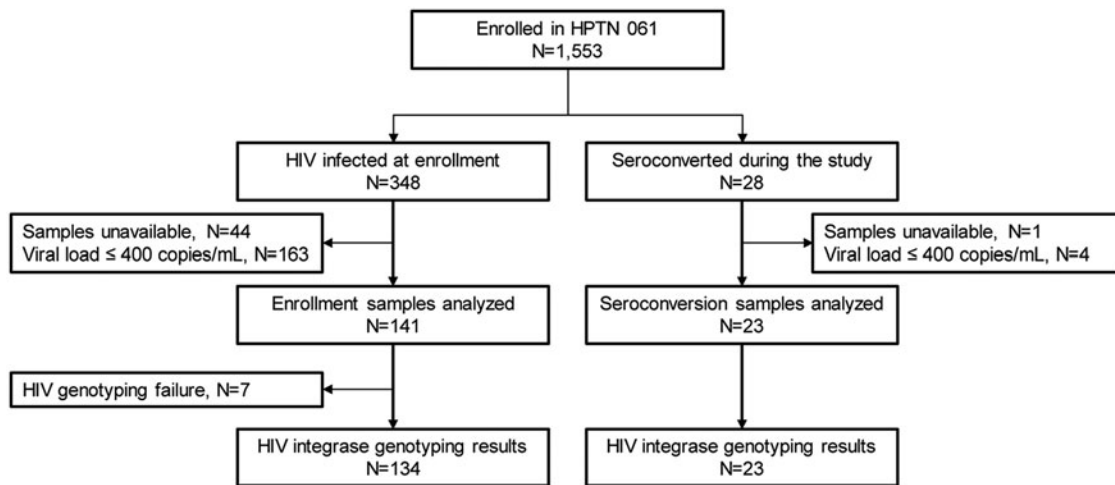 Enrolled in HPTN 061
N=1,553
HIV infected at enrollment
N=348
Seroconverted during the study
N=28
Samples unavailable, N=44
Viral load ≤ 400 copies/mL, N=163
Samples unavailable, N=1
Viral load ≤ 400 copies/mL, N=4
Enrollment samples analyzed
N=141
Seroconversion samples analyzed
N=23
HIV genotyping failure, N=7
HIV integrase genotyping results
N=134
HIV integrase genotyping results
N=23